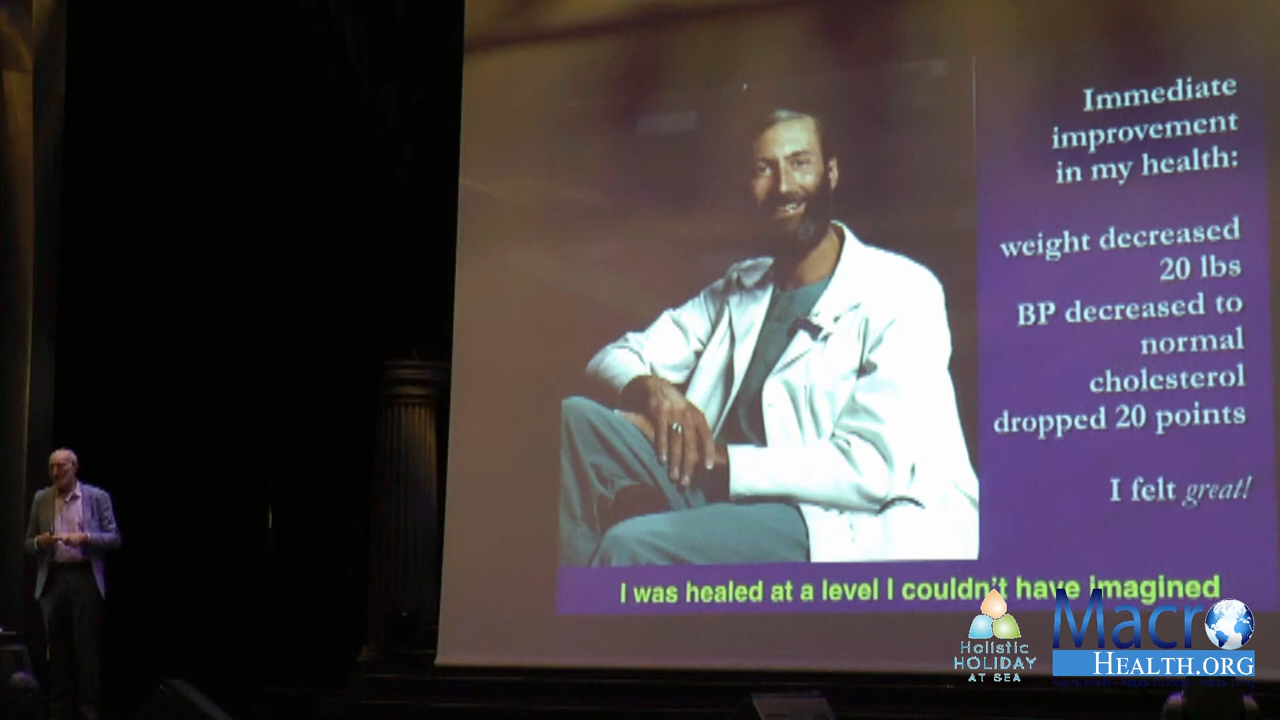 Immediate
improvement
in my health:
weight decreased
20 lbs
BP decreased to
normal
cholesterol
dropped 20 points
I felt great!
I was healed at a level I couldn't have imagined
Holistic
HOLIDAY
AT SEA
Macro
HEALTH.ORG